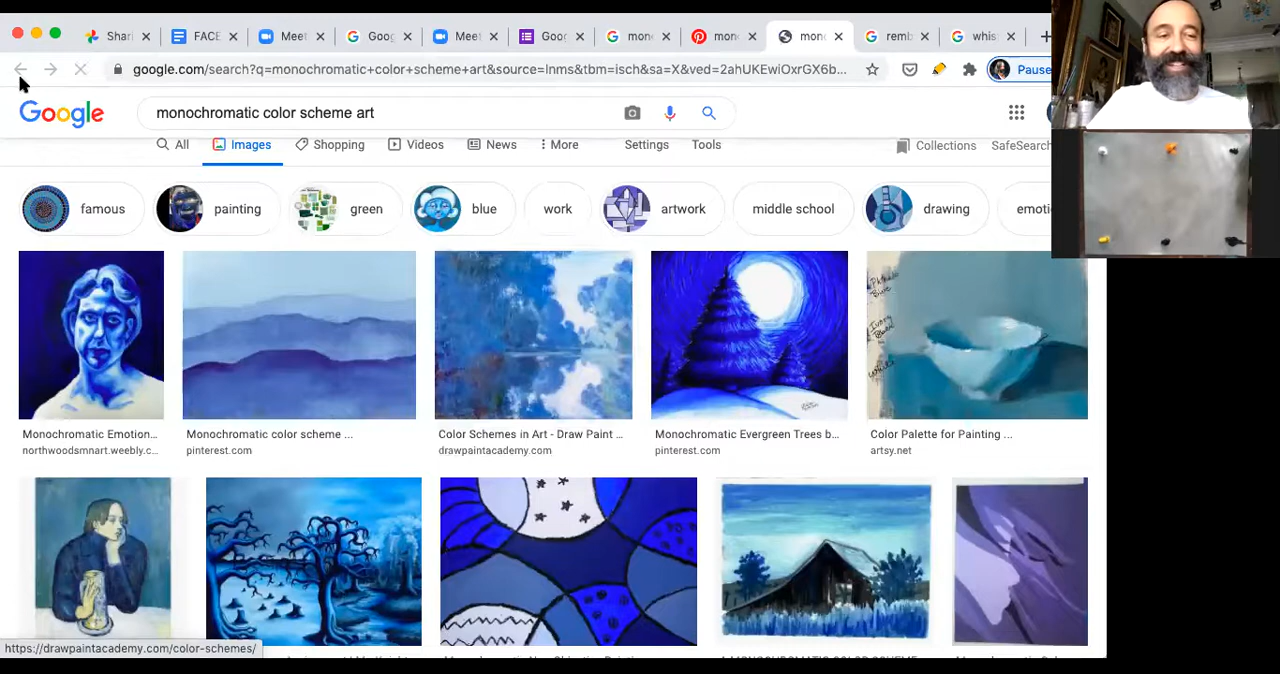 Shari
FACE
Meet
Goog
Meet
Goo
mon
mon
mon
remb
whis
google.com/search?q=monochromatic+color+scheme+art&source=lnms&tbm=isch&sa=X&ved=2ahUKEwiOxrGX6b...
Pause
Google
monochromatic color scheme art
All
Images
Shopping
Videos
News
More
Settings
Tools
Collections
SafeSearch
famous
painting
green
blue
work
artwork
middle school
drawing
emoti
Monochromatic Emotion...
northwoodsmnart.weebly.c...
Monochromatic color scheme ...
pinterest.com
Color Schemes in Art - Draw Paint ...
drawpaintacademy.com
Monochromatic Evergreen Trees b...
pinterest.com
Color Palette for Painting ...
artsy.net
Ivory
White
https://drawpaintacademy.com/color-schemes/